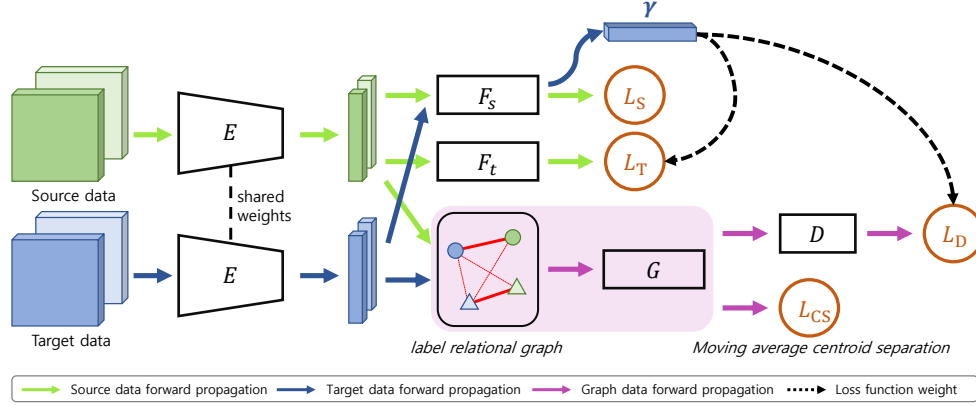 γ
E
F_s
L_S
Source data
shared
weights
F_t
L_T
E
G
D
L_D
L_CS
Target data
label relational graph
Moving average centroid separation
Source data forward propagation
Target data forward propagation
Graph data forward propagation
Loss function weight